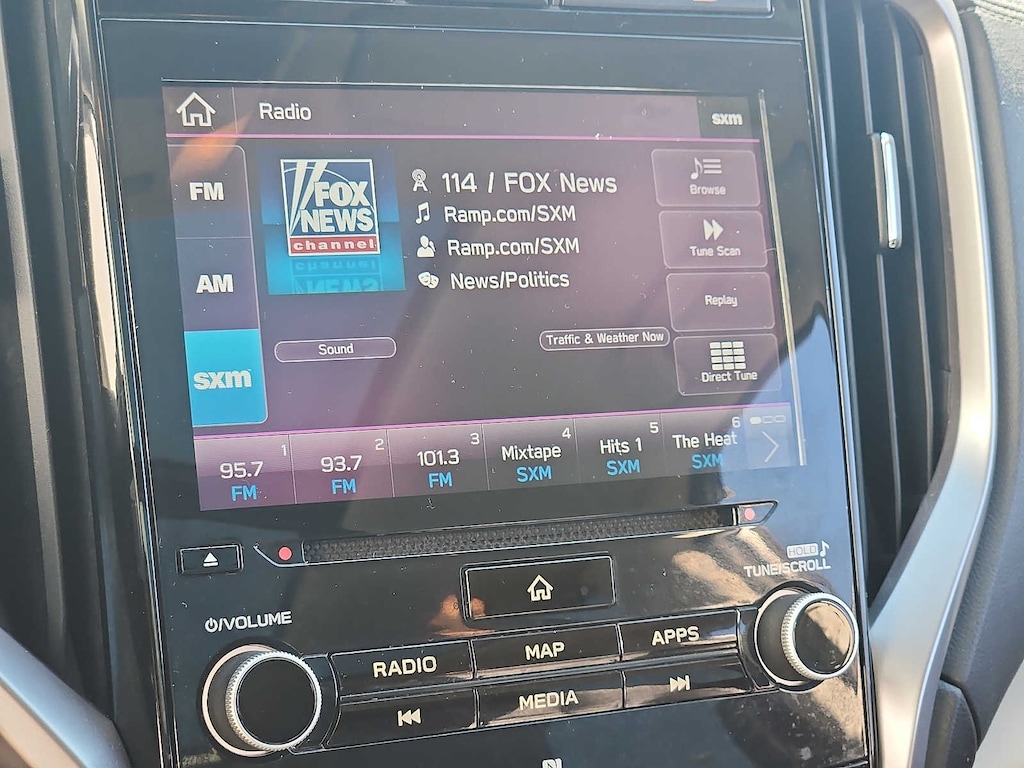 Radio
sxm
FM
AM
sxm
FOX
NEWS
channel
114 / FOX News
Ramp.com/SXM
Ramp.com/SXM
News/Politics
Browse
Tune Scan
Replay
Direct Tune
Sound
Traffic & Weather Now
1
95.7
FM
2
93.7
FM
3
101.3
FM
4
Mixtape
SXM
5
Hits 1
SXM
6
The Heat
SXM
HOLD
TUNE/SCROLL
/VOLUME
RADIO
MAP
APPS
MEDIA